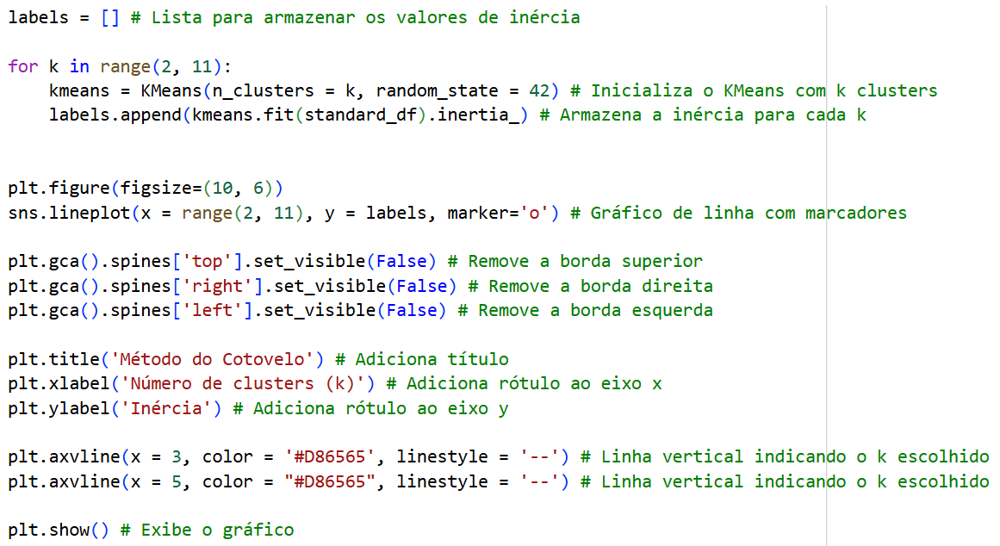 labels = [] # Lista para armazenar os valores de inércia
for k in range(2, 11):
    kmeans = KMeans(n_clusters = k, random_state = 42) # Inicializa o KMeans com k clusters
    labels.append(kmeans.fit(standard_df).inertia_) # Armazena a inércia para cada k
plt.figure(figsize=(10, 6))
sns.lineplot(x = range(2, 11), y = labels, marker='o') # Gráfico de linha com marcadores
plt.gca().spines['top'].set_visible(False) # Remove a borda superior
plt.gca().spines['right'].set_visible(False) # Remove a borda direita
plt.gca().spines['left'].set_visible(False) # Remove a borda esquerda
plt.title('Método do Cotovelo') # Adiciona título
plt.xlabel('Número de clusters (k)') # Adiciona rótulo ao eixo x
plt.ylabel('Inércia') # Adiciona rótulo ao eixo y
plt.axvline(x = 3, color = '#D86565', linestyle = '--') # Linha vertical indicando o k escolhido
plt.axvline(x = 5, color = "#D86565", linestyle = '--') # Linha vertical indicando o k escolhido
plt.show() # Exibe o gráfico